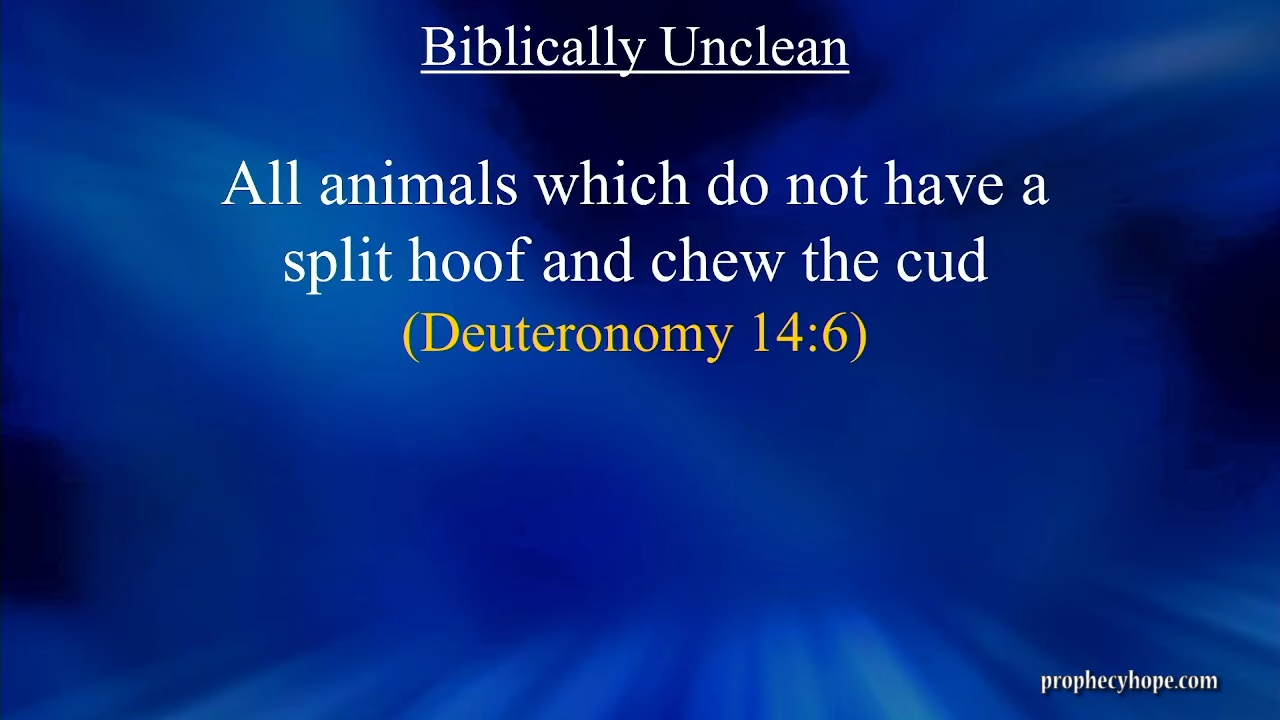 Biblically Unclean
All animals which do not have a
split hoof and chew the cud
(Deuteronomy 14:6)
prophecyhope.com